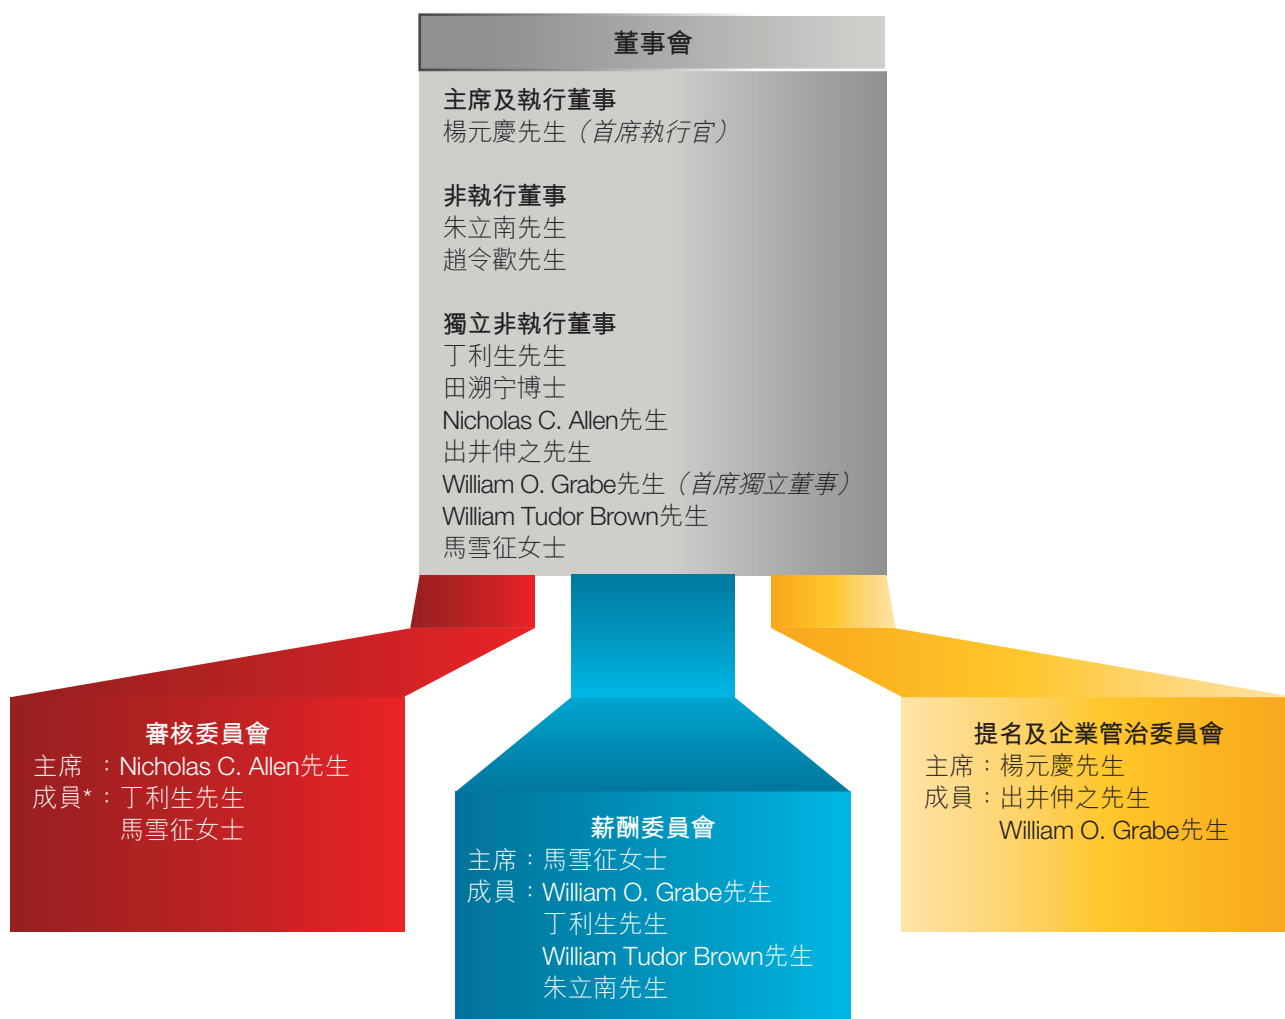 董事會
主席及執行董事
楊元慶先生（首席執行官）
非執行董事
朱立南先生
趙令歡先生
獨立非執行董事
丁利生先生
田溯宁博士
Nicholas C. Allen先生
出井伸之先生
William O. Grabe先生（首席獨立董事）
William Tudor Brown先生
馬雪征女士
審核委員會
主席 ：Nicholas C. Allen先生
成員*：丁利生先生
馬雪征女士
薪酬委員會
主席：馬雪征女士
成員：William O. Grabe先生
丁利生先生
William Tudor Brown先生
朱立南先生
提名及企業管治委員會
主席：楊元慶先生
成員：出井伸之先生
William O. Grabe先生